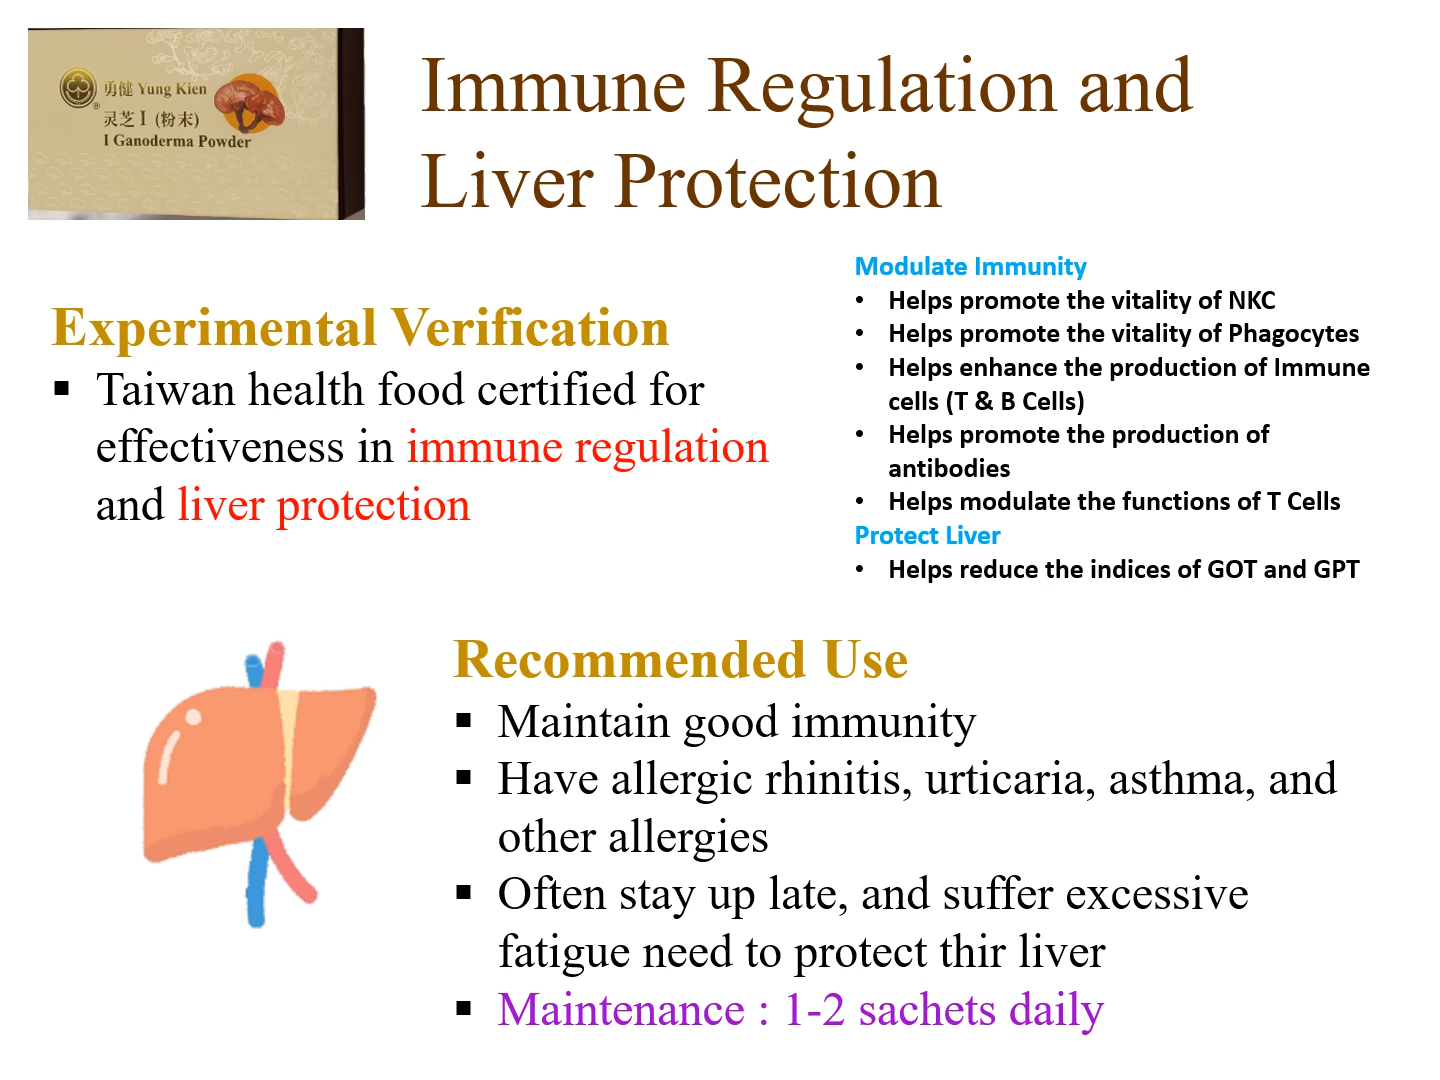 勇健 Yung Kien
®
灵芝 I (粉末)
I Ganoderma Powder
Immune Regulation and
Liver Protection
Experimental Verification
▪ Taiwan health food certified for
effectiveness in immune regulation
and liver protection
Modulate Immunity
• Helps promote the vitality of NKC
• Helps promote the vitality of Phagocytes
• Helps enhance the production of Immune
cells (T & B Cells)
• Helps promote the production of
antibodies
• Helps modulate the functions of T Cells
Protect Liver
• Helps reduce the indices of GOT and GPT
Recommended Use
▪ Maintain good immunity
▪ Have allergic rhinitis, urticaria, asthma, and
other allergies
▪ Often stay up late, and suffer excessive
fatigue need to protect thir liver
▪ Maintenance : 1-2 sachets daily